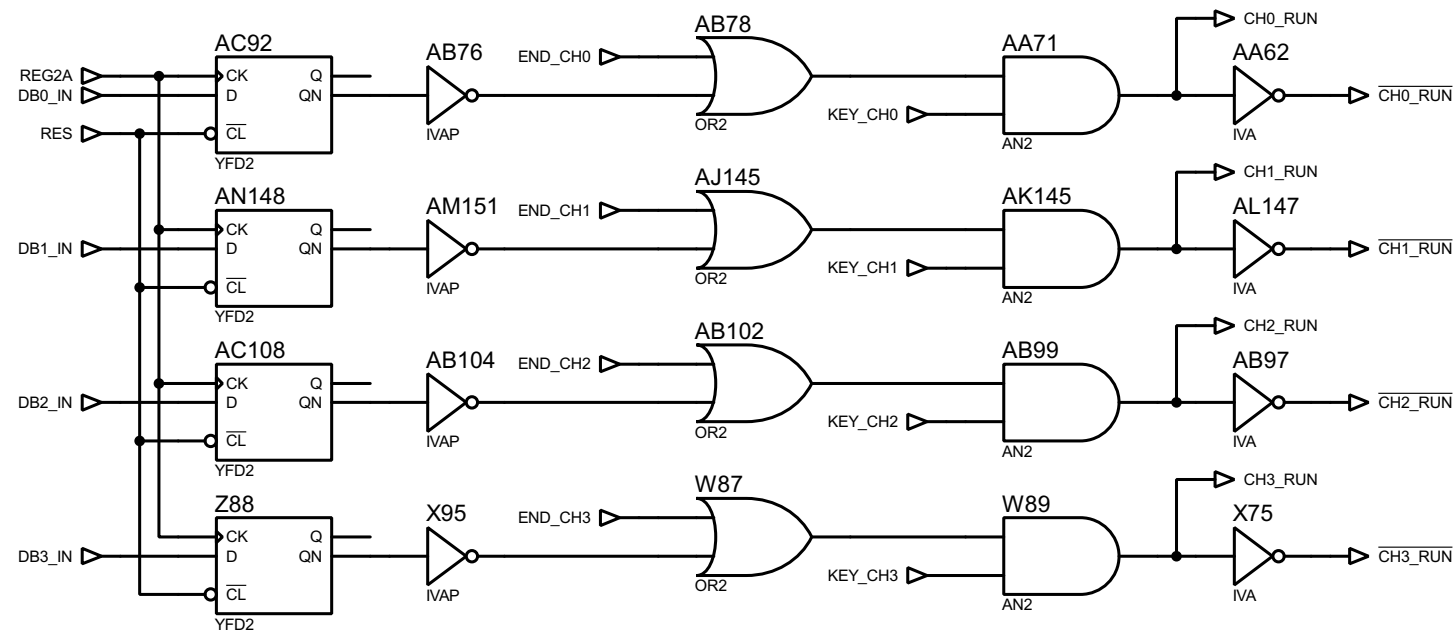 CH0_RUN
AC92
AB76
AB78
AA71
AA62
REG2A
CK
Q
END_CH0
DB0_IN
D
QN
CH0_RUN
KEY_CH0
RES
CL
IVAP
OR2
IVA
YFD2
AN2
CH1_RUN
AN148
AM151
AJ145
AK145
AL147
END_CH1
CK
Q
DB1_IN
D
QN
CH1_RUN
KEY_CH1
CL
IVAP
OR2
IVA
YFD2
AN2
CH2_RUN
AC108
AB104
AB102
AB99
AB97
END_CH2
CK
Q
DB2_IN
D
QN
CH2_RUN
KEY_CH2
CL
IVAP
OR2
IVA
YFD2
AN2
CH3_RUN
Z88
X95
W87
W89
X75
END_CH3
CK
Q
DB3_IN
D
QN
CH3_RUN
KEY_CH3
CL
IVAP
OR2
IVA
YFD2
AN2